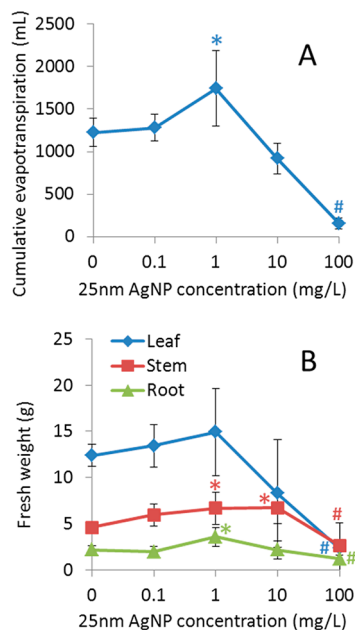 A
Cumulative evapotranspiration (mL)
2500
2000
1500
1000
500
0
*
#
0 0.1 1 10 100
25nm AgNP concentration (mg/L)
B
Leaf
Stem
Root
Fresh weight (g)
25
20
15
10
5
0
* * #
* # #
0 0.1 1 10 100
25nm AgNP concentration (mg/L)